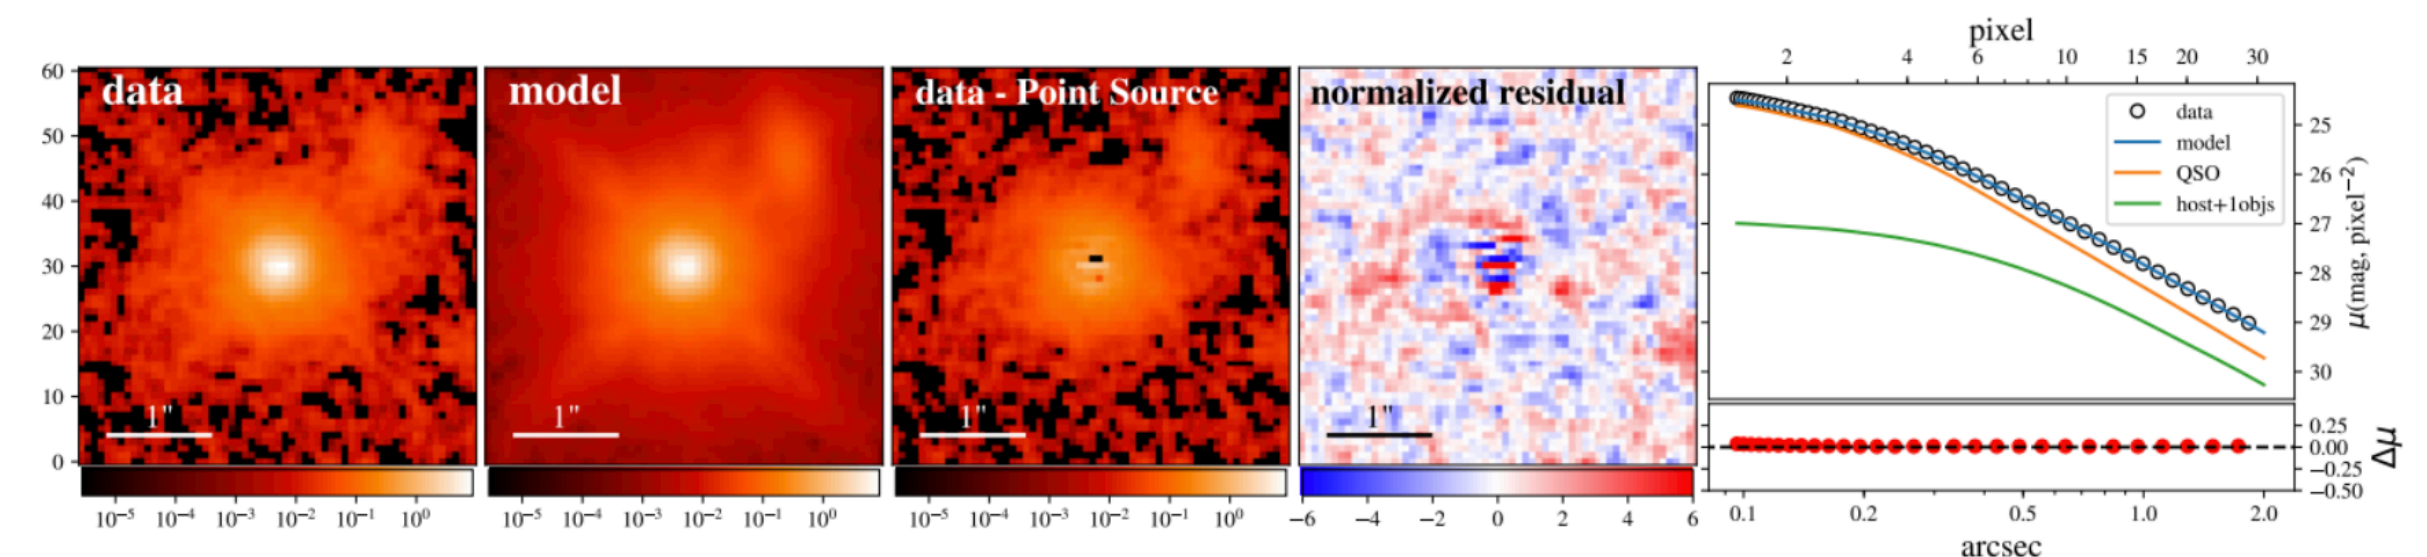 data
60
50
40
30
20
10
0
1"
10⁻⁵ 10⁻⁴ 10⁻³ 10⁻² 10⁻¹ 10⁰
model
1"
10⁻⁵ 10⁻⁴ 10⁻³ 10⁻² 10⁻¹ 10⁰
data - Point Source
1"
10⁻⁵ 10⁻⁴ 10⁻³ 10⁻² 10⁻¹ 10⁰
normalized residual
1"
−6 −4 −2 0 2 4 6
pixel
2 4 6 10 15 20 30
data
model
QSO
host+1objs
25
26
27
28
29
30
μ(mag, pixel⁻²)
0.25
0.00
−0.25
−0.50
Δμ
0.1 0.2 0.5 1.0 2.0
arcsec